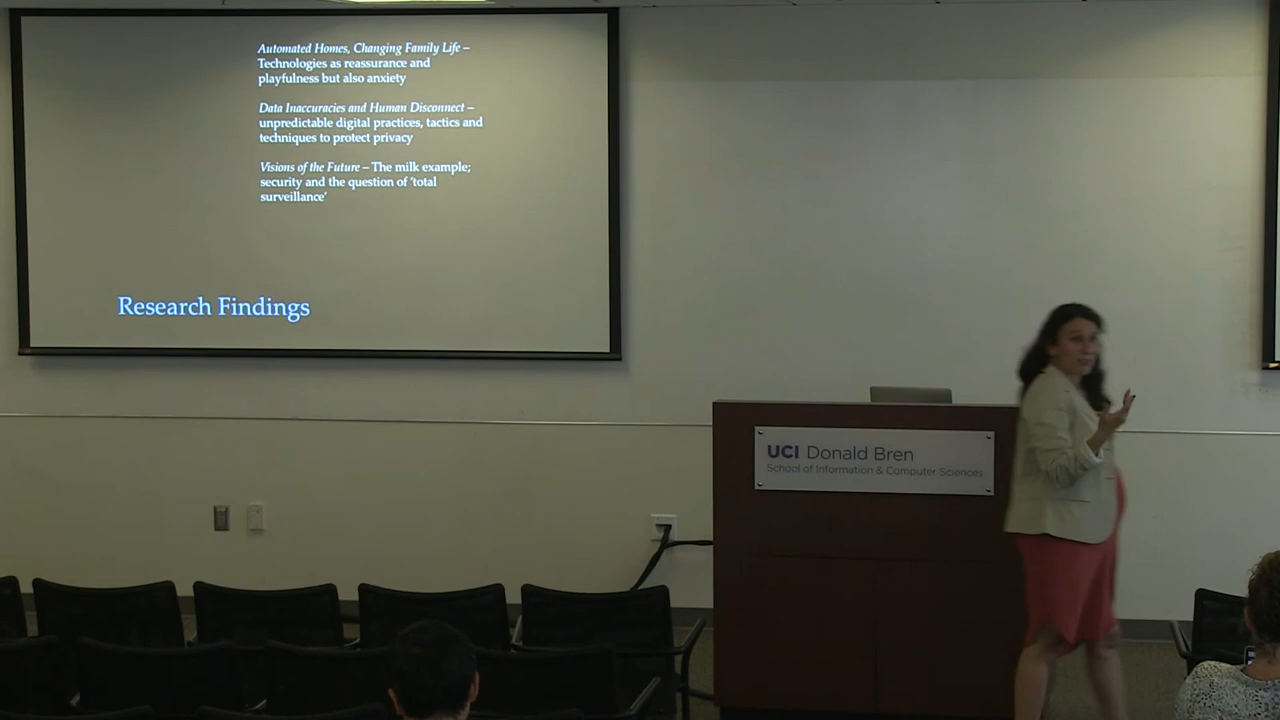 Automated Homes, Changing Family Life –
Technologies as reassurance and
playfulness but also anxiety
Data Inaccuracies and Human Disconnect –
unpredictable digital practices, tactics and
techniques to protect privacy
Visions of the Future – The milk example;
security and the question of 'total
surveillance'
Research Findings
UCI Donald Bren
School of Information & Computer Sciences